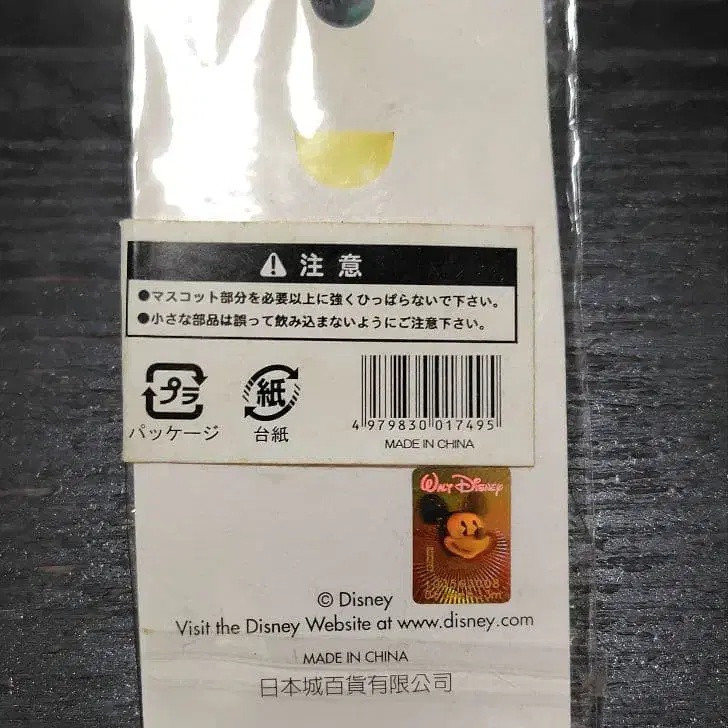 注意
●マスコット部分を必要以上に強くひっぱらないで下さい。
●小さな部品は誤って飲み込まないようにご注意下さい。
プラ
パッケージ
紙
台紙
4 979830 017495
MADE IN CHINA
WALT DISNEY
© Disney
Visit the Disney Website at www.disney.com
MADE IN CHINA
日本城百貨有限公司